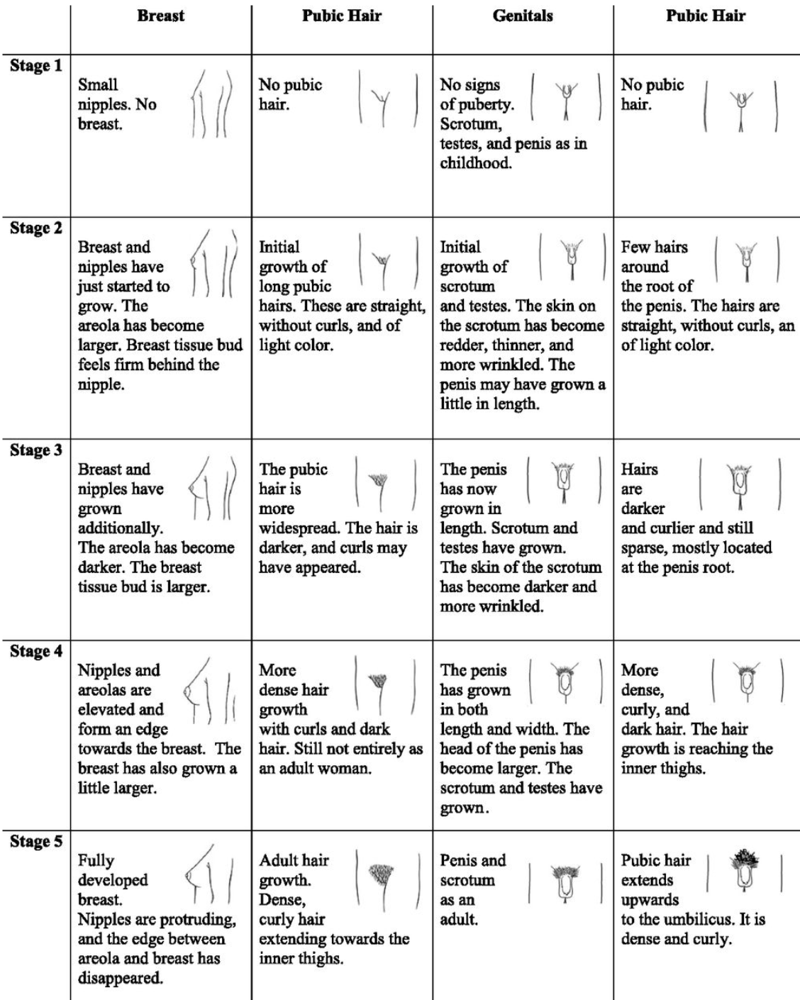 Breast
Pubic Hair
Genitals
Pubic Hair
Stage 1
Small
nipples. No
breast.
No pubic
hair.
No signs
of puberty.
Scrotum,
testes, and penis as in
childhood.
No pubic
hair.
Stage 2
Breast and
nipples have
just started to
grow. The
areola has become
larger. Breast tissue bud
feels firm behind the
nipple.
Initial
growth of
long pubic
hairs. These are straight,
without curls, and of
light color.
Initial
growth of
scrotum
and testes. The skin on
the scrotum has become
redder, thinner, and
more wrinkled. The
penis may have grown a
little in length.
Few hairs
around
the root of
the penis. The hairs are
straight, without curls, an
of light color.
Stage 3
Breast and
nipples have
grown
additionally.
The areola has become
darker. The breast
tissue bud is larger.
The pubic
hair is
more
widespread. The hair is
darker, and curls may
have appeared.
The penis
has now
grown in
length. Scrotum and
testes have grown.
The skin of the scrotum
has become darker and
more wrinkled.
Hairs
are
darker
and curlier and still
sparse, mostly located
at the penis root.
Stage 4
Nipples and
areolas are
elevated and
form an edge
towards the breast. The
breast has also grown a
little larger.
More
dense hair
growth
with curls and dark
hair. Still not entirely as
an adult woman.
The penis
has grown
in both
length and width. The
head of the penis has
become larger. The
scrotum and testes have
grown.
More
dense,
curly, and
dark hair. The hair
growth is reaching the
inner thighs.
Stage 5
Fully
developed
breast.
Nipples are protruding,
and the edge between
areola and breast has
disappeared.
Adult hair
growth.
Dense,
curly hair
extending towards the
inner thighs.
Penis and
scrotum
as an
adult.
Pubic hair
extends
upwards
to the umbilicus. It is
dense and curly.